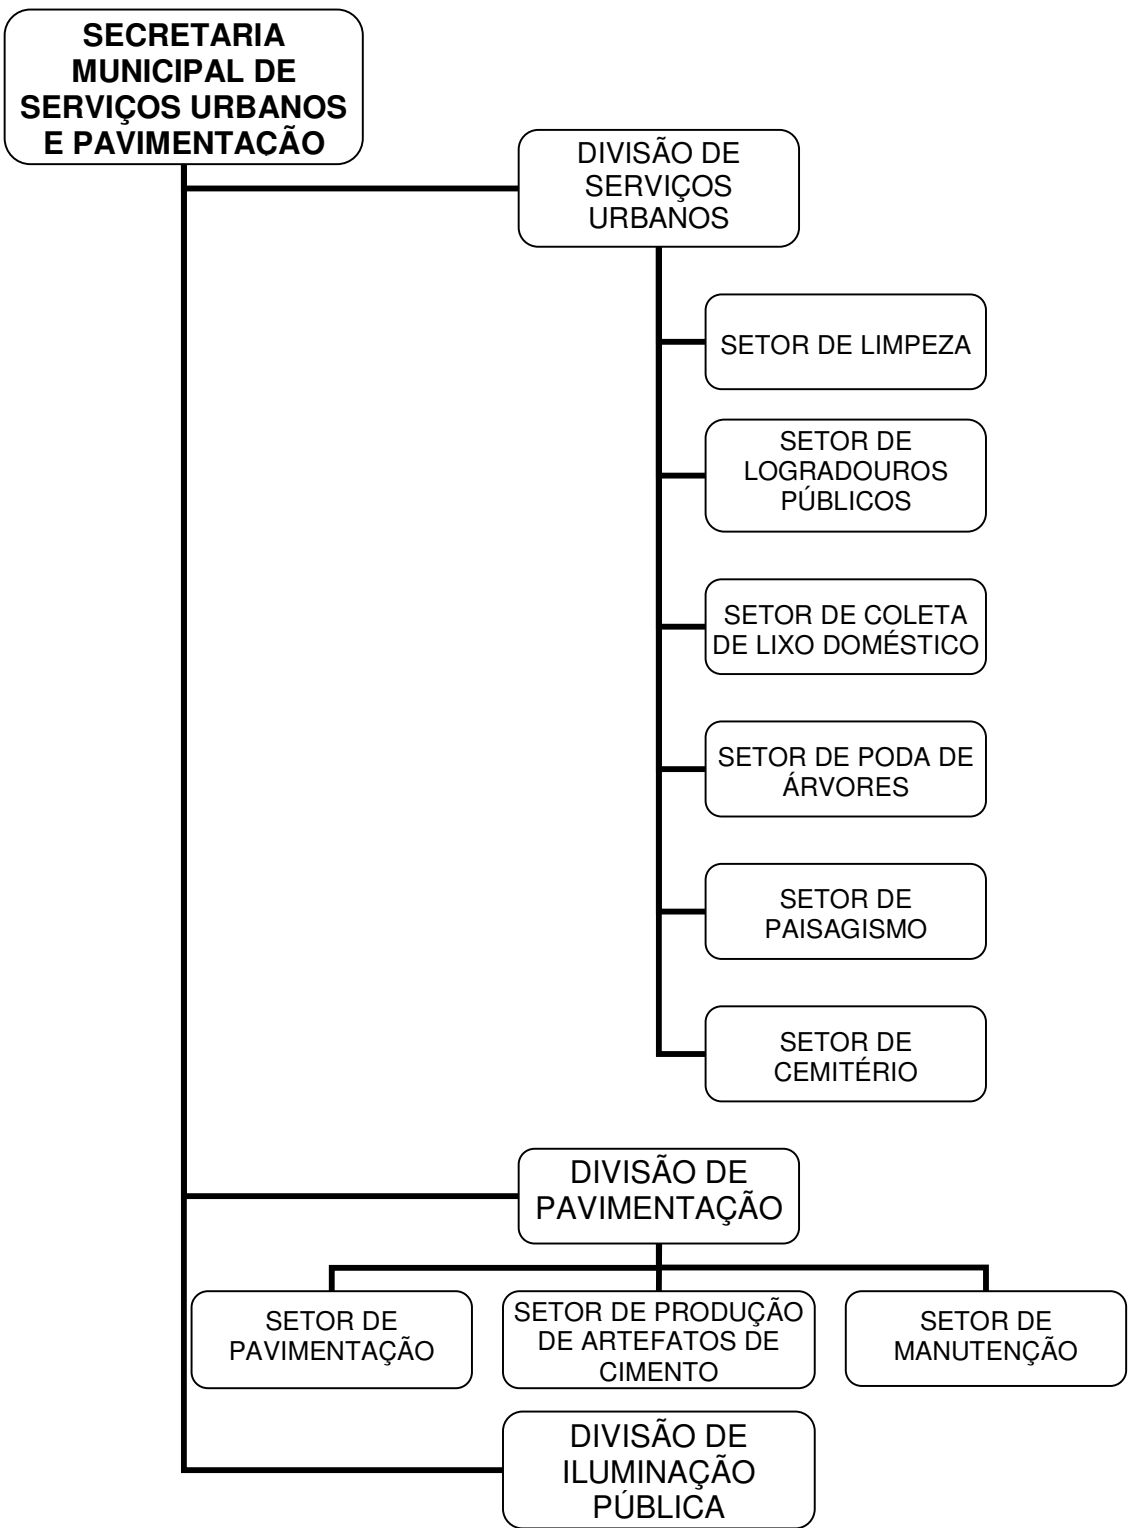 SECRETARIA
MUNICIPAL DE
SERVIÇOS URBANOS
E PAVIMENTAÇÃO
DIVISÃO DE
SERVIÇOS
URBANOS
SETOR DE LIMPEZA
SETOR DE
LOGRADOUROS
PÚBLICOS
SETOR DE COLETA
DE LIXO DOMÉSTICO
SETOR DE PODA DE
ÁRVORES
SETOR DE
PAISAGISMO
SETOR DE
CEMITÉRIO
DIVISÃO DE
PAVIMENTAÇÃO
SETOR DE
PAVIMENTAÇÃO
SETOR DE PRODUÇÃO
DE ARTEFATOS DE
CIMENTO
SETOR DE
MANUTENÇÃO
DIVISÃO DE
ILUMINAÇÃO
PÚBLICA